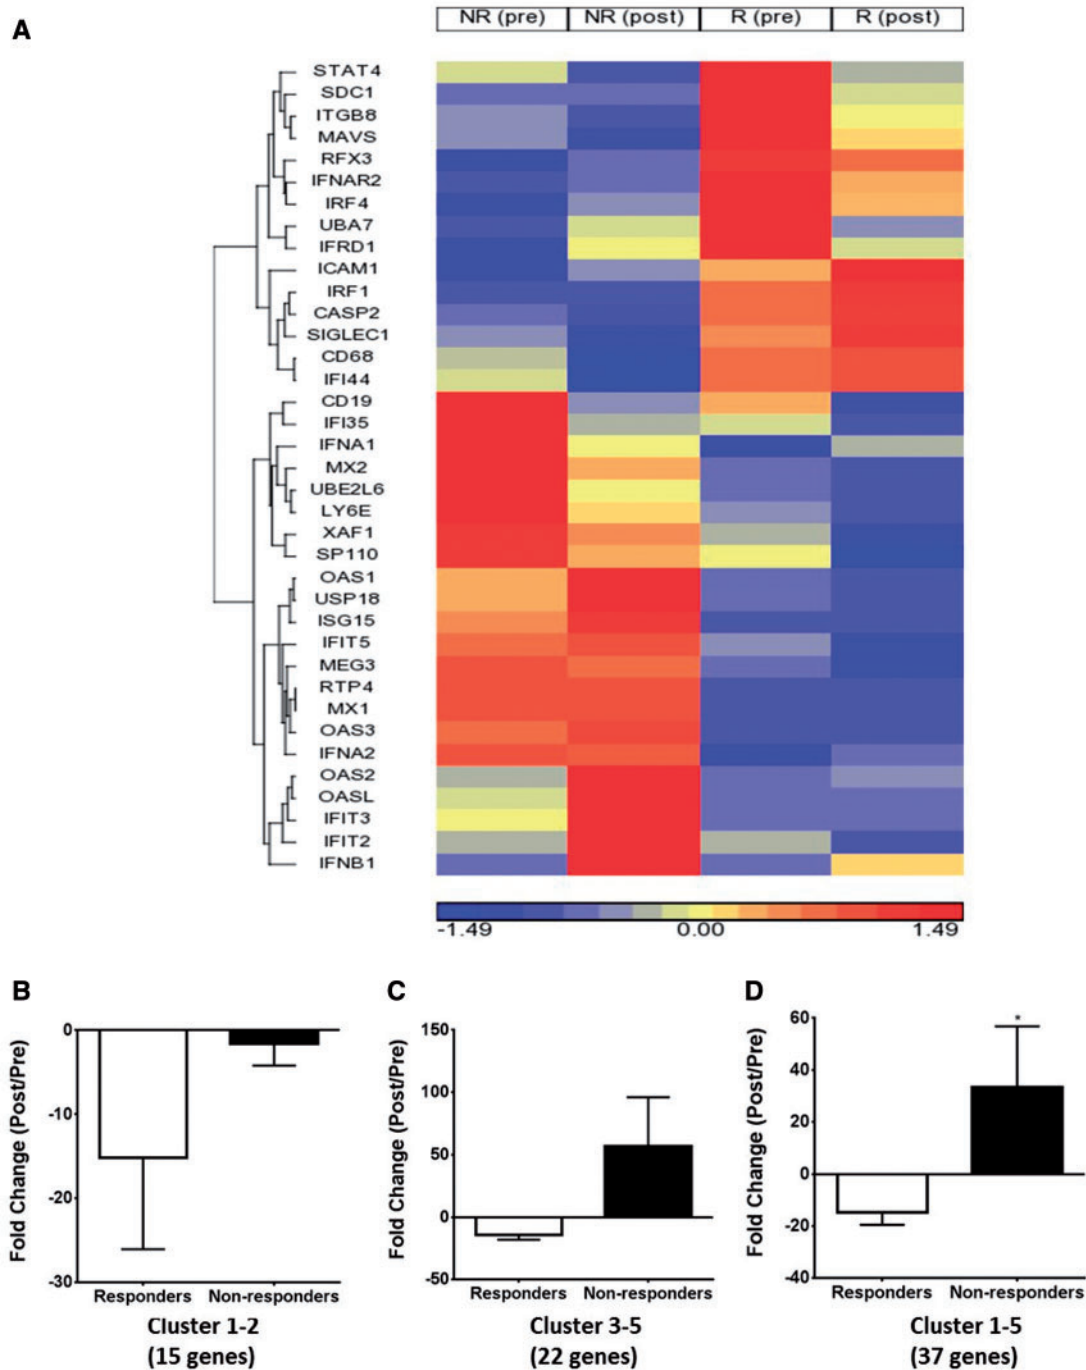 A
NR (pre) NR (post) R (pre) R (post)
STAT4
SDC1
ITGB8
MAVS
RFX3
IFNAR2
IRF4
UBA7
IFRD1
ICAM1
IRF1
CASP2
SIGLEC1
CD68
IFI44
CD19
IFI35
IFNA1
MX2
UBE2L6
LY6E
XAF1
SP110
OAS1
USP18
ISG15
IFIT5
MEG3
RTP4
MX1
OAS3
IFNA2
OAS2
OASL
IFIT3
IFIT2
IFNB1
-1.49 0.00 1.49
B
Fold Change (Post/Pre)
0
-10
-20
-30
Responders Non-responders
Cluster 1-2
(15 genes)
C
Fold Change (Post/Pre)
150
100
50
0
-50
Responders Non-responders
Cluster 3-5
(22 genes)
D
Fold Change (Post/Pre)
60
40
20
0
-20
-40
*
Responders Non-responders
Cluster 1-5
(37 genes)